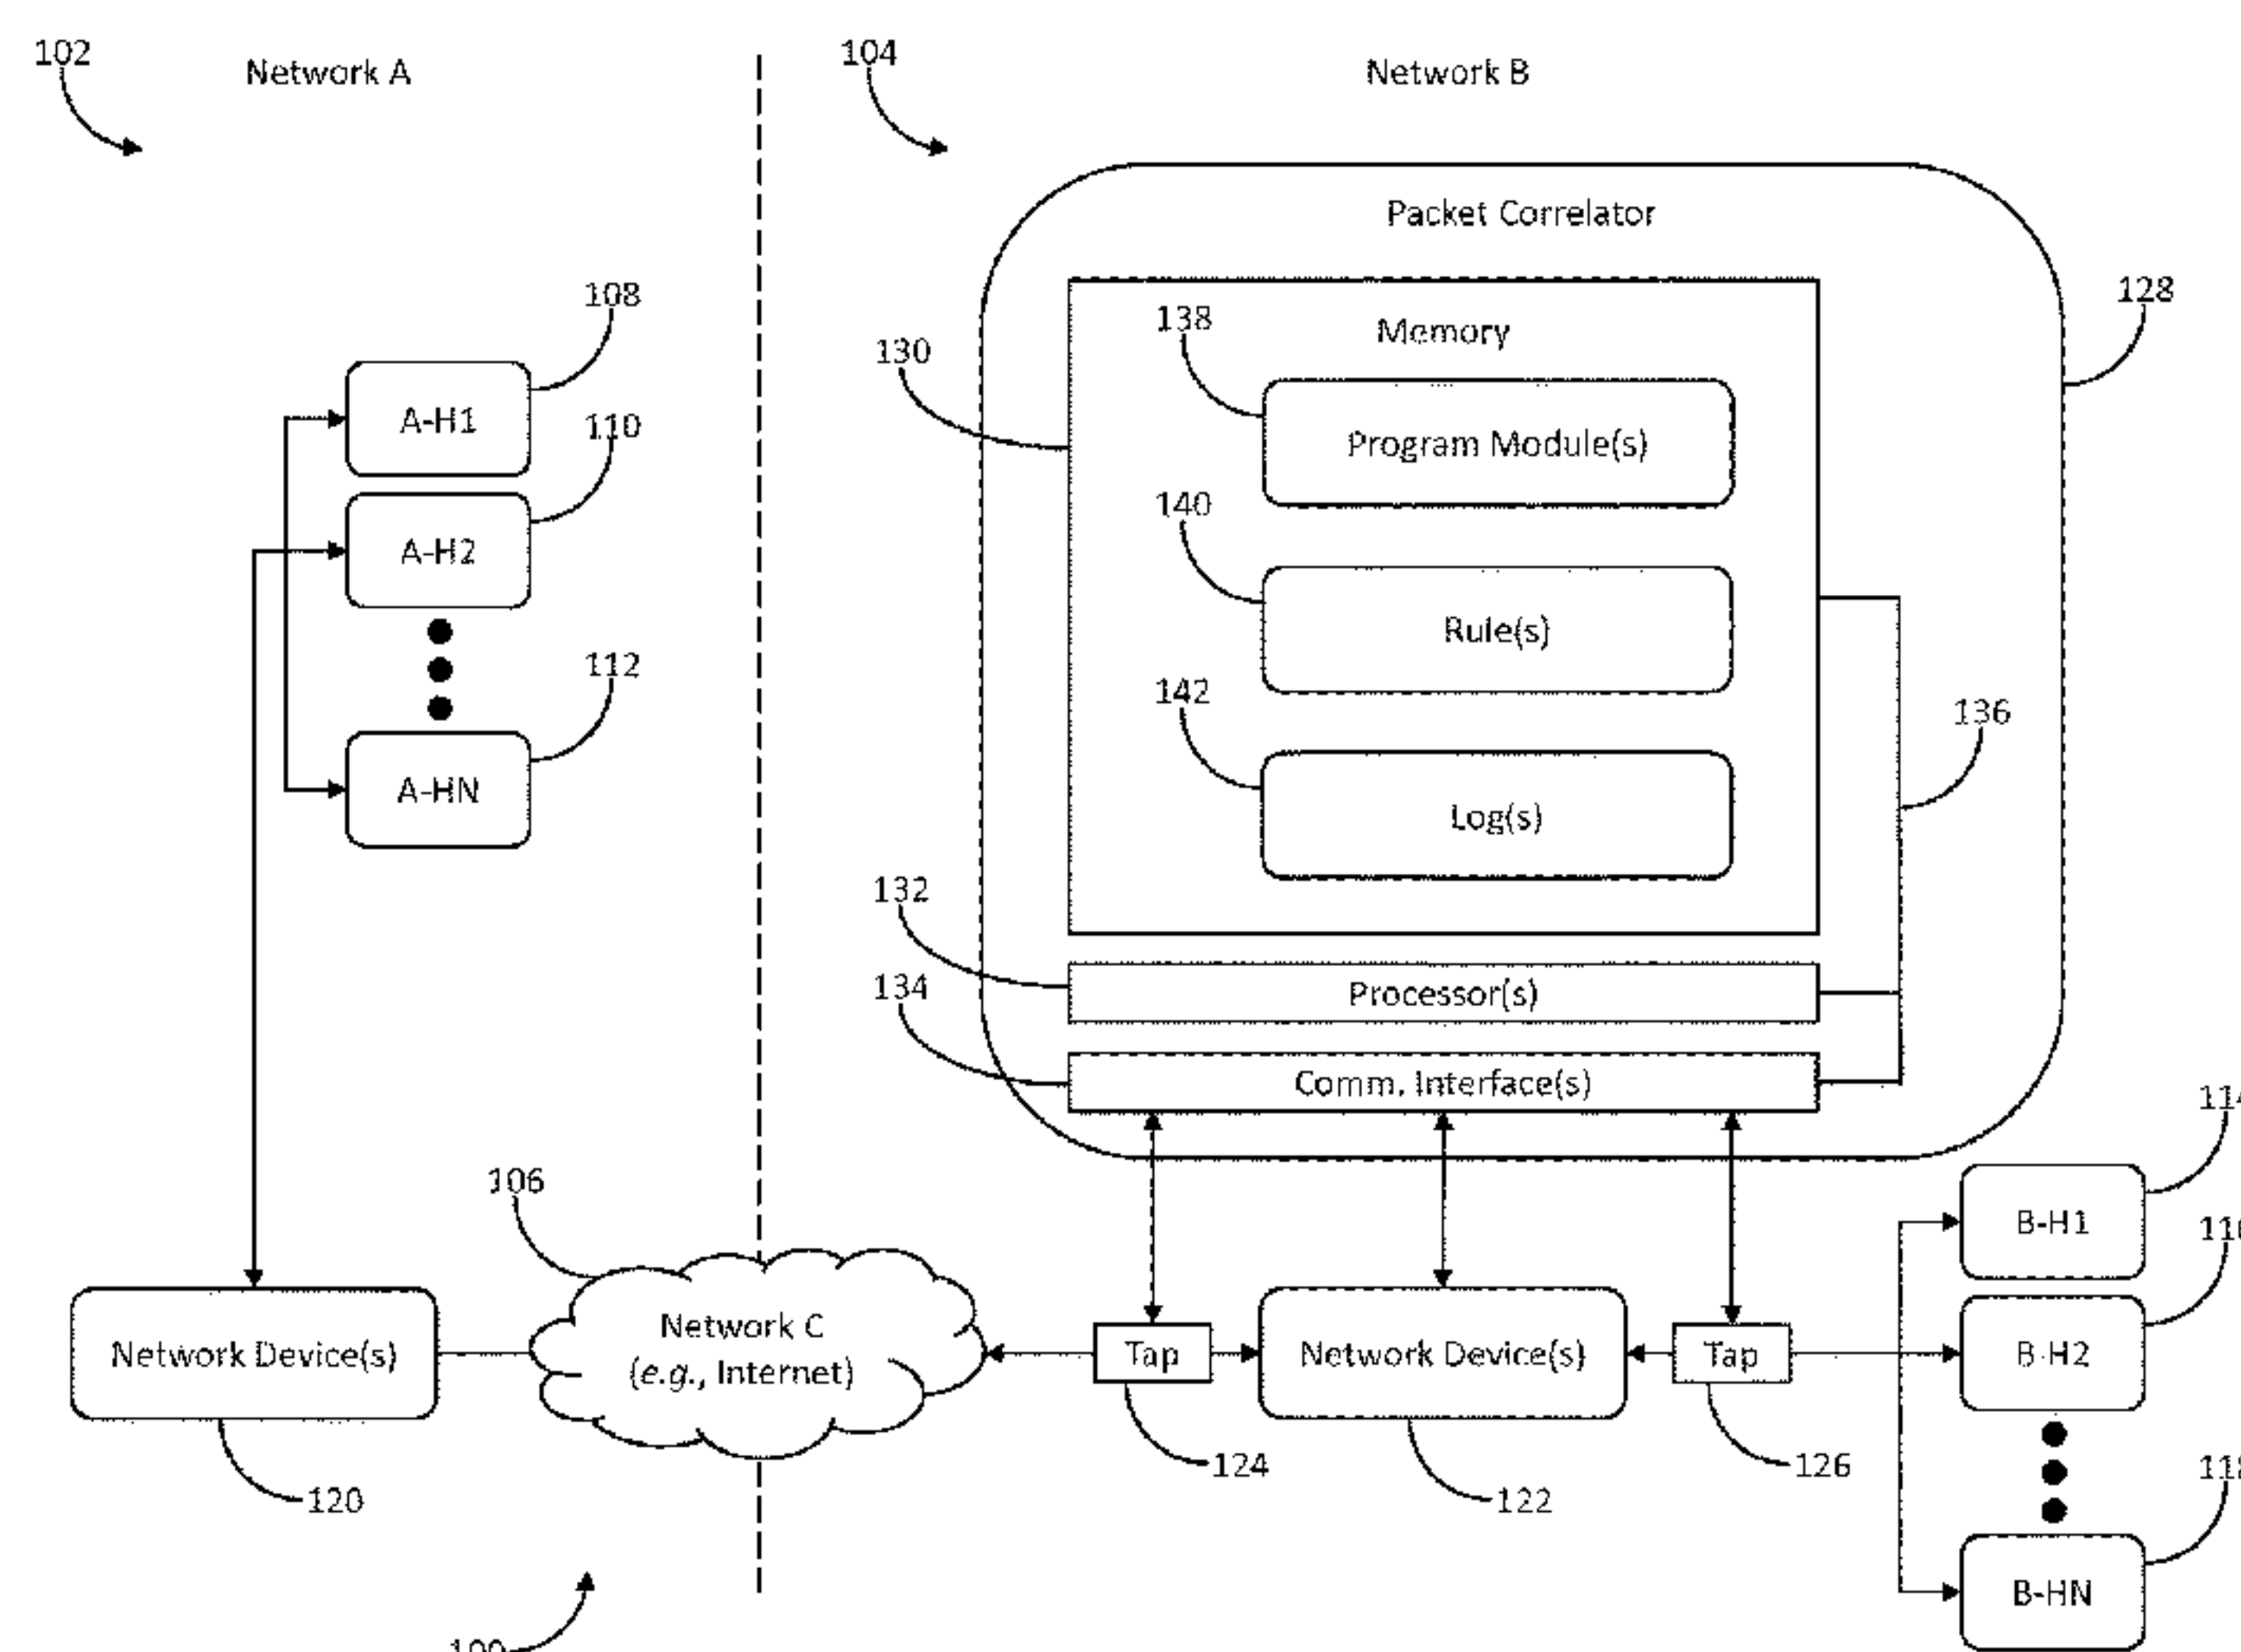 102
Network A
104
Network B
Packet Correlator
108
128
138
Memory
130
A-H1
110
Program Module(s)
140
A-H2
Rule(s)
112
142
136
A-HN
Log(s)
132
134
Processor(s)
Comm. Interface(s)
106
B-H1
Network Device(s)
Network C
(e.g., Internet)
Tap
Network Device(s)
Tap
B-H2
124
126
120
122
B-HN